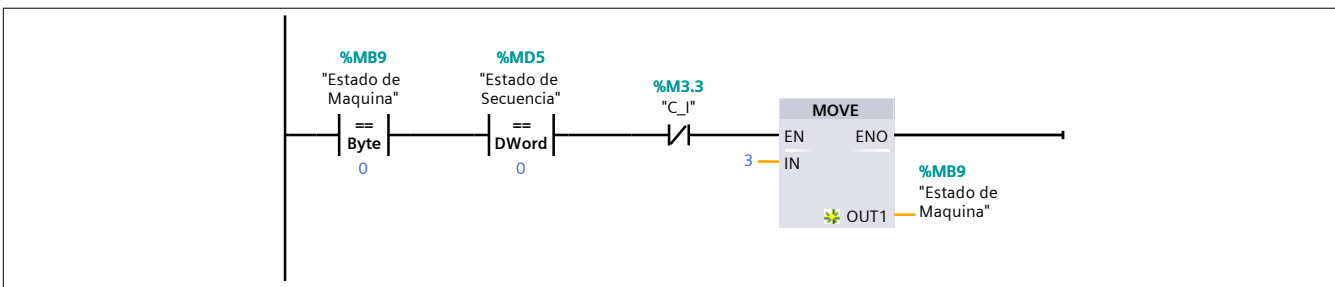 %MB9
"Estado de
Maquina"
==
Byte
0
%MD5
"Estado de
Secuencia"
==
DWord
0
%M3.3
"C_I"
MOVE
EN
ENO
3
IN
OUT1
%MB9
"Estado de
Maquina"